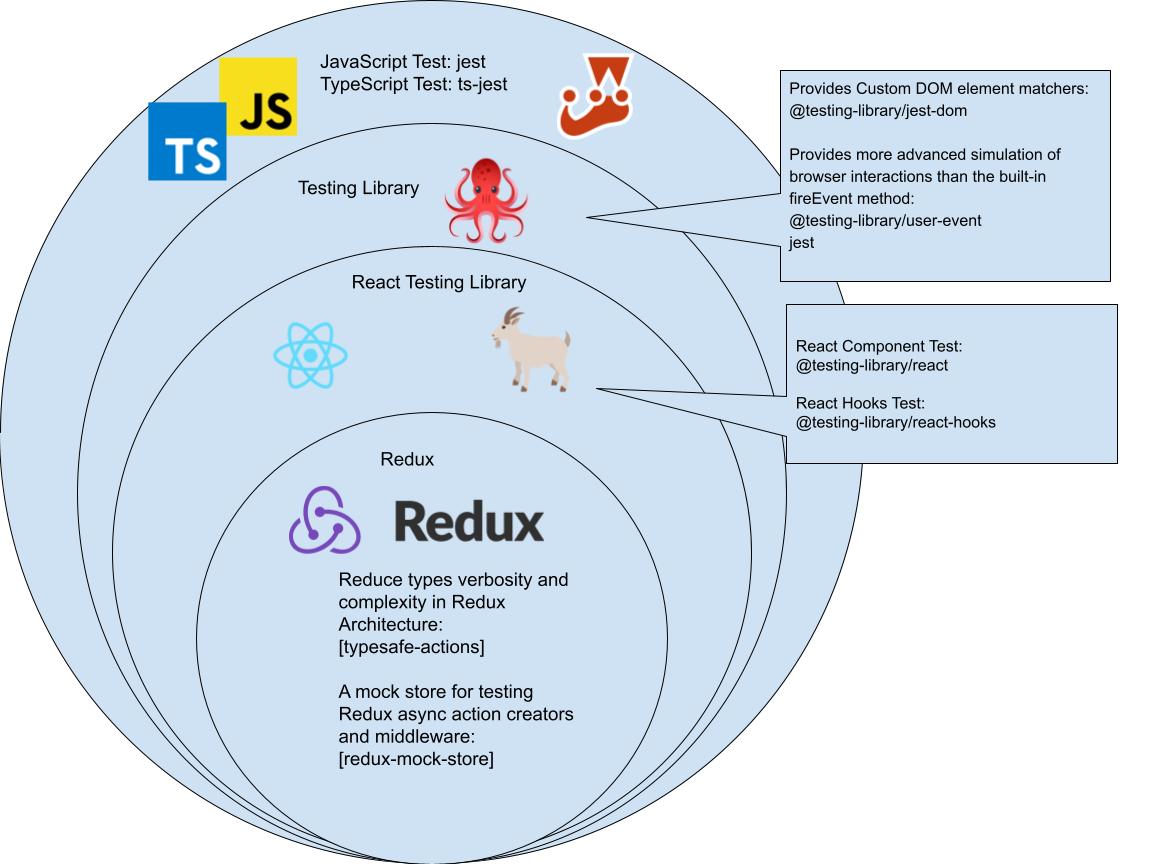 JavaScript Test: jest
TypeScript Test: ts-jest
JS
TS
Testing Library
React Testing Library
Redux
Redux
Reduce types verbosity and
complexity in Redux
Architecture:
[typesafe-actions]
A mock store for testing
Redux async action creators
and middleware:
[redux-mock-store]
Provides Custom DOM element matchers:
@testing-library/jest-dom
Provides more advanced simulation of
browser interactions than the built-in
fireEvent method:
@testing-library/user-event
jest
React Component Test:
@testing-library/react
React Hooks Test:
@testing-library/react-hooks